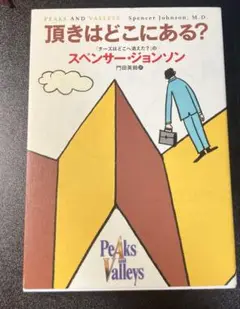 PEAKS AND VALLEYS  Spencer Johnson, M.D.
頂きはどこにある?
『チーズはどこへ消えた?』の
スペンサー・ジョンソン
門田美鈴 訳
Peaks
AND
Valleys